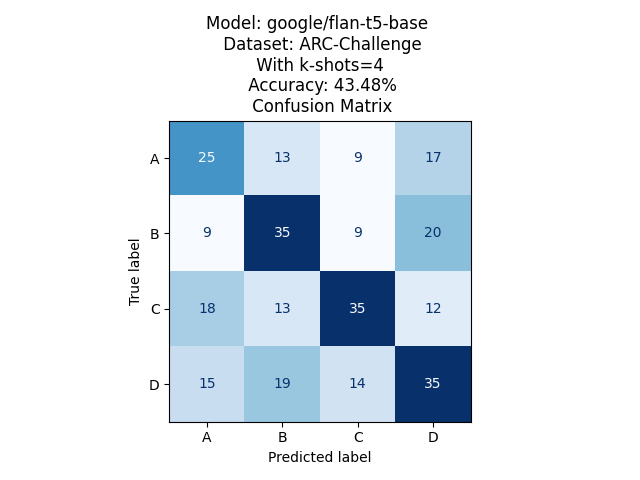 Model: google/flan-t5-base
Dataset: ARC-Challenge
With k-shots=4
Accuracy: 43.48%
Confusion Matrix
A 25 13 9 17
B 9 35 9 20
C 18 13 35 12
D 15 19 14 35
True label
A B C D
Predicted label